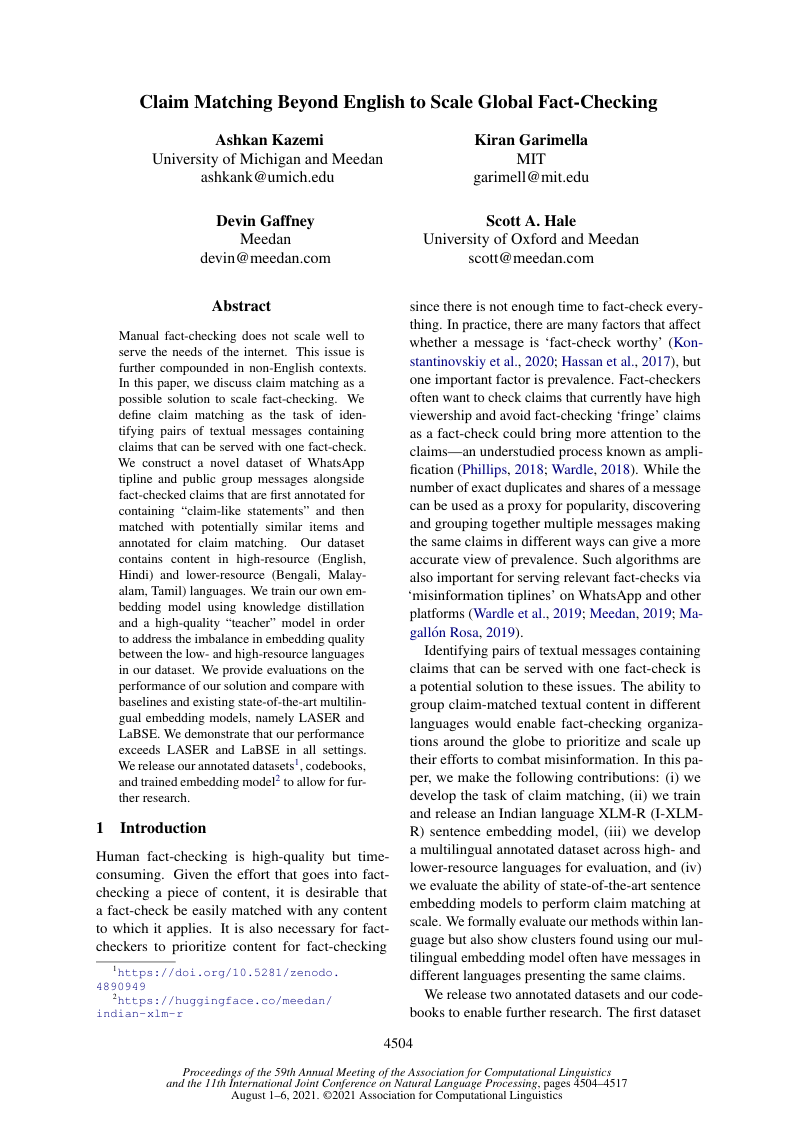 Claim Matching Beyond English to Scale Global Fact-Checking
Ashkan Kazemi
University of Michigan and Meedan
ashkank@umich.edu
Kiran Garimella
MIT
garimell@mit.edu
Devin Gaffney
Meedan
devin@meedan.com
Scott A. Hale
University of Oxford and Meedan
scott@meedan.com
Abstract
Manual fact-checking does not scale well to
serve the needs of the internet. This issue is
further compounded in non-English contexts.
In this paper, we discuss claim matching as a
possible solution to scale fact-checking. We
define claim matching as the task of iden-
tifying pairs of textual messages containing
claims that can be served with one fact-check.
We construct a novel dataset of WhatsApp
tipline and public group messages alongside
fact-checked claims that are first annotated for
containing “claim-like statements” and then
matched with potentially similar items and
annotated for claim matching. Our dataset
contains content in high-resource (English,
Hindi) and lower-resource (Bengali, Malay-
alam, Tamil) languages. We train our own em-
bedding model using knowledge distillation
and a high-quality “teacher” model in order
to address the imbalance in embedding quality
between the low- and high-resource languages
in our dataset. We provide evaluations on the
performance of our solution and compare with
baselines and existing state-of-the-art multilin-
gual embedding models, namely LASER and
LaBSE. We demonstrate that our performance
exceeds LASER and LaBSE in all settings.
We release our annotated datasets1, codebooks,
and trained embedding model2 to allow for fur-
ther research.
1 Introduction
Human fact-checking is high-quality but time-
consuming. Given the effort that goes into fact-
checking a piece of content, it is desirable that
a fact-check be easily matched with any content
to which it applies. It is also necessary for fact-
checkers to prioritize content for fact-checking
1https://doi.org/10.5281/zenodo.
4890949
2https://huggingface.co/meedan/
indian-xlm-r
since there is not enough time to fact-check every-
thing. In practice, there are many factors that affect
whether a message is ‘fact-check worthy’ (Kon-
stantinovskiy et al., 2020; Hassan et al., 2017), but
one important factor is prevalence. Fact-checkers
often want to check claims that currently have high
viewership and avoid fact-checking ‘fringe’ claims
as a fact-check could bring more attention to the
claims—an understudied process known as ampli-
fication (Phillips, 2018; Wardle, 2018). While the
number of exact duplicates and shares of a message
can be used as a proxy for popularity, discovering
and grouping together multiple messages making
the same claims in different ways can give a more
accurate view of prevalence. Such algorithms are
also important for serving relevant fact-checks via
‘misinformation tiplines’ on WhatsApp and other
platforms (Wardle et al., 2019; Meedan, 2019; Ma-
gallón Rosa, 2019).
Identifying pairs of textual messages containing
claims that can be served with one fact-check is
a potential solution to these issues. The ability to
group claim-matched textual content in different
languages would enable fact-checking organiza-
tions around the globe to prioritize and scale up
their efforts to combat misinformation. In this pa-
per, we make the following contributions: (i) we
develop the task of claim matching, (ii) we train
and release an Indian language XLM-R (I-XLM-
R) sentence embedding model, (iii) we develop
a multilingual annotated dataset across high- and
lower-resource languages for evaluation, and (iv)
we evaluate the ability of state-of-the-art sentence
embedding models to perform claim matching at
scale. We formally evaluate our methods within lan-
guage but also show clusters found using our mul-
tilingual embedding model often have messages in
different languages presenting the same claims.
We release two annotated datasets and our code-
books to enable further research. The first dataset
4504
Proceedings of the 59th Annual Meeting of the Association for Computational Linguistics
and the 11th International Joint Conference on Natural Language Processing, pages 4504–4517
August 1–6, 2021. ©2021 Association for Computational Linguistics